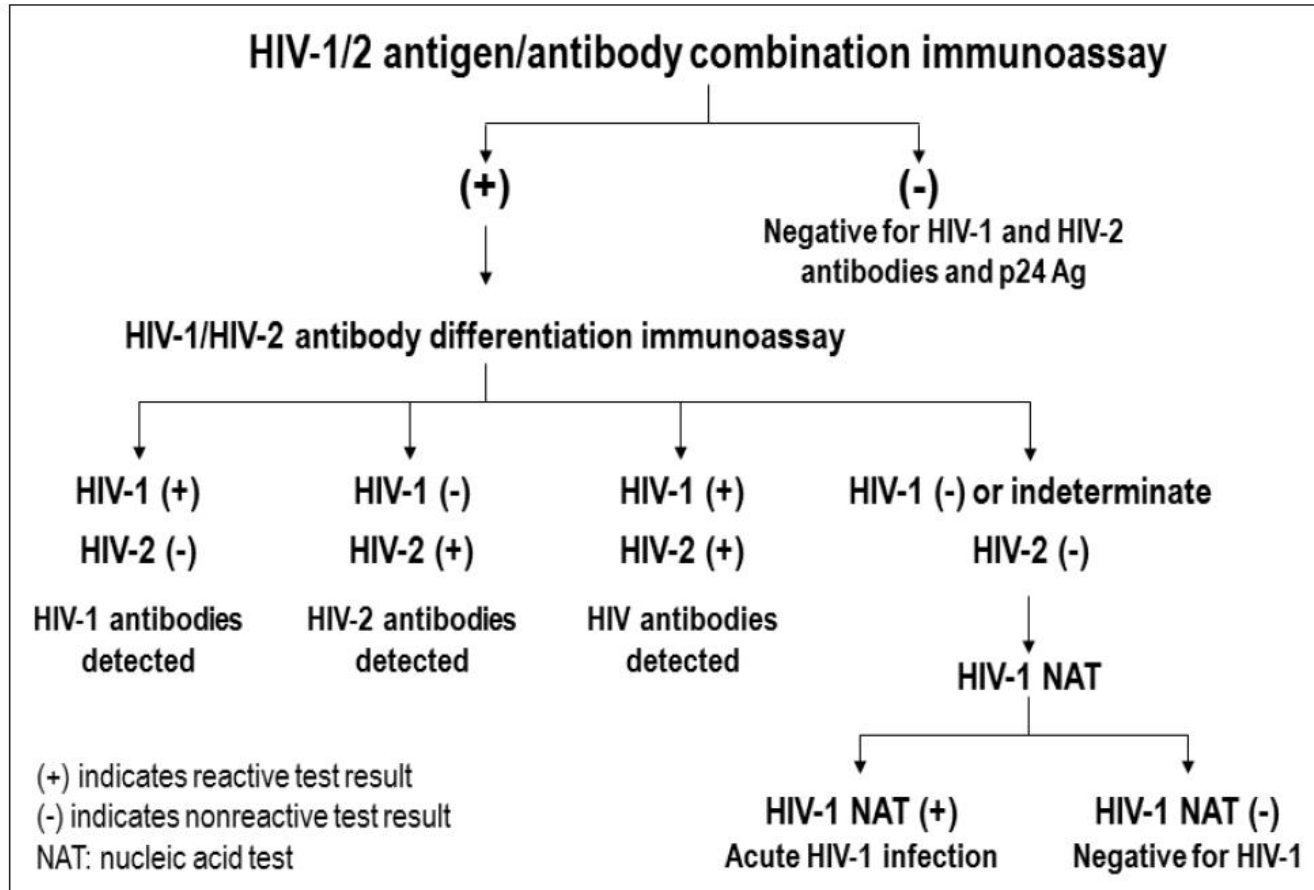 HIV-1/2 antigen/antibody combination immunoassay
(+)
(-)
Negative for HIV-1 and HIV-2
antibodies and p24 Ag
HIV-1/HIV-2 antibody differentiation immunoassay
HIV-1 (+)
HIV-2 (-)
HIV-1 antibodies
detected
HIV-1 (-)
HIV-2 (+)
HIV-2 antibodies
detected
HIV-1 (+)
HIV-2 (+)
HIV antibodies
detected
HIV-1 (-) or indeterminate
HIV-2 (-)
HIV-1 NAT
HIV-1 NAT (+)
Acute HIV-1 infection
HIV-1 NAT (-)
Negative for HIV-1
(+) indicates reactive test result
(-) indicates nonreactive test result
NAT: nucleic acid test